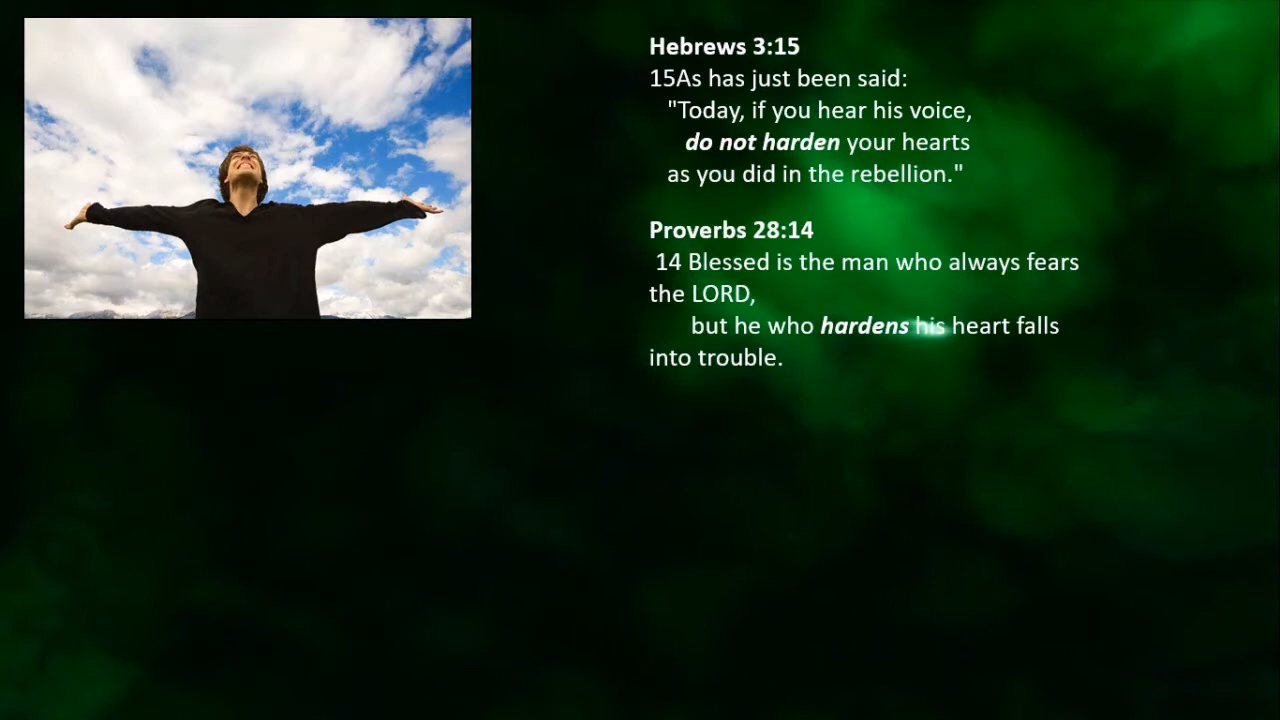 Hebrews 3:15
15As has just been said:
"Today, if you hear his voice,
do not harden your hearts
as you did in the rebellion."
Proverbs 28:14
14 Blessed is the man who always fears
the LORD,
but he who hardens his heart falls
into trouble.